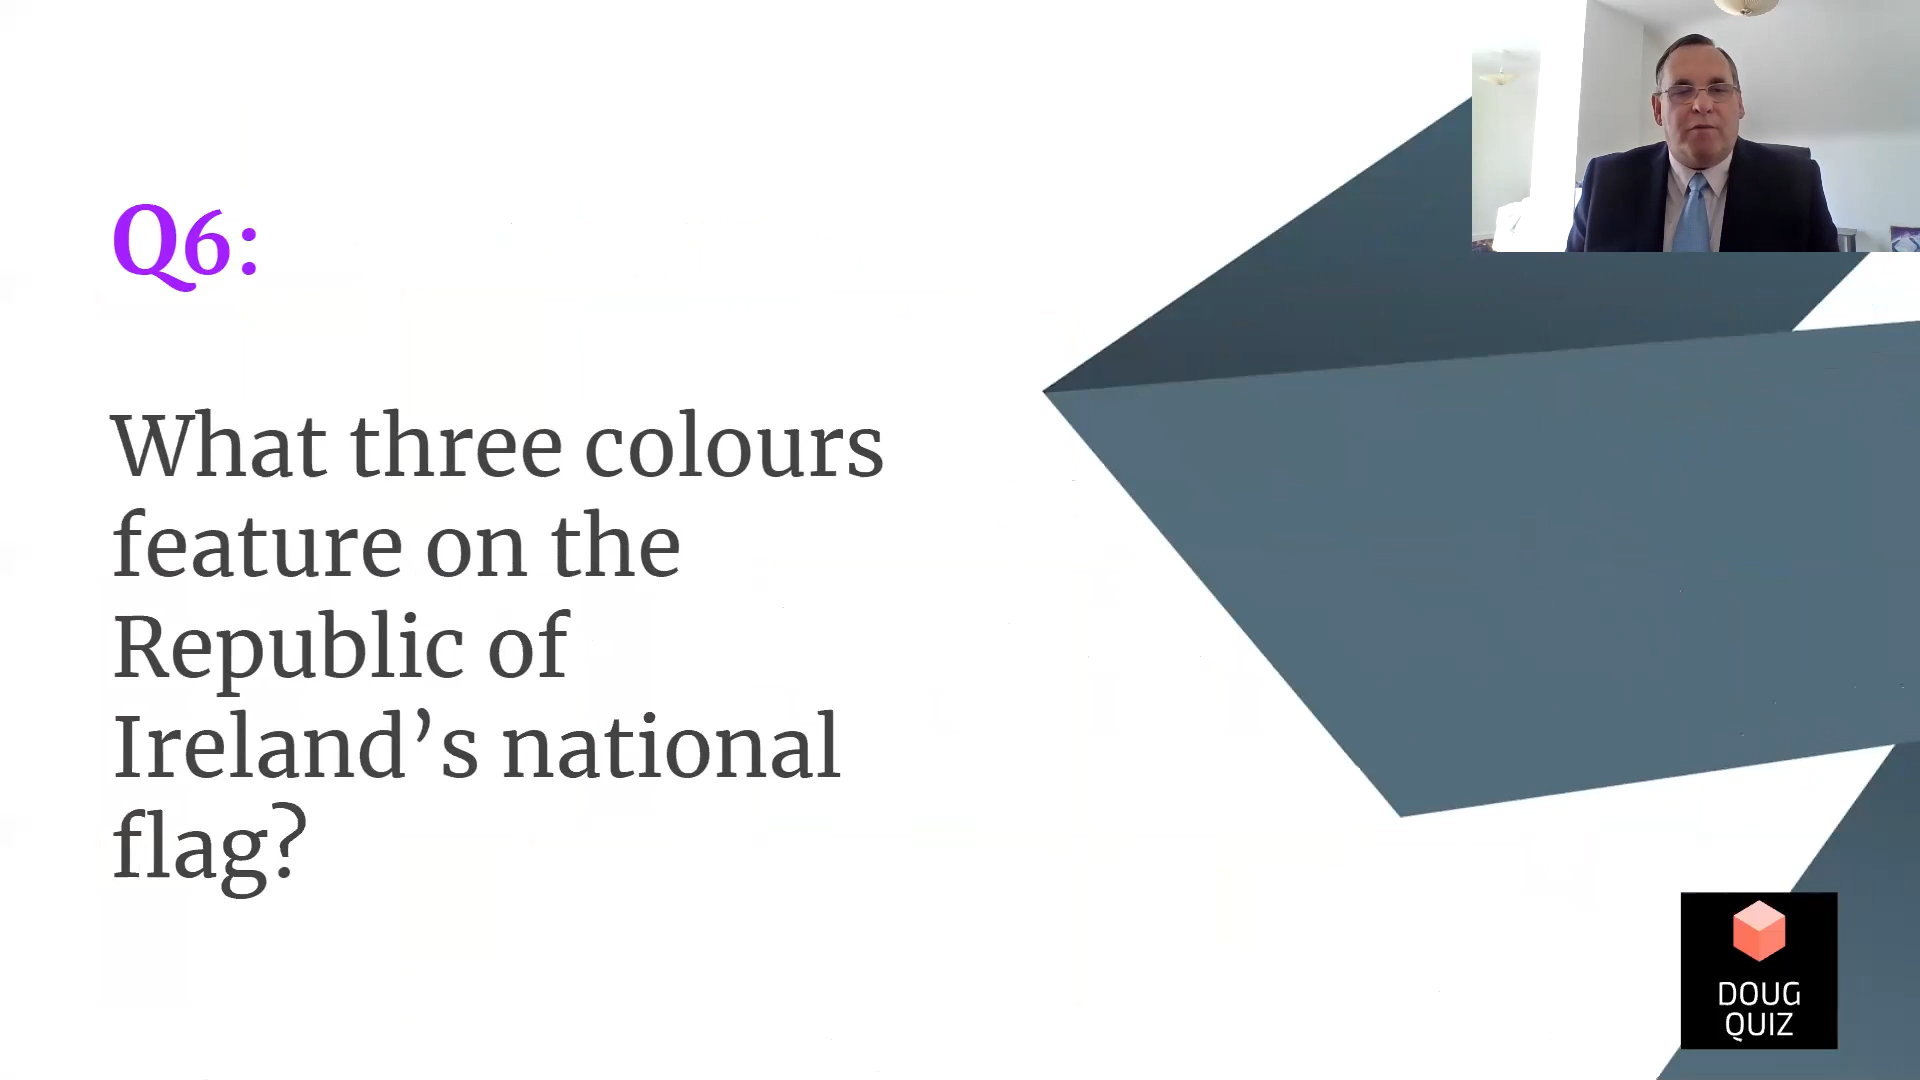 Q6:
What three colours
feature on the
Republic of
Ireland’s national
flag?
DOUG
QUIZ